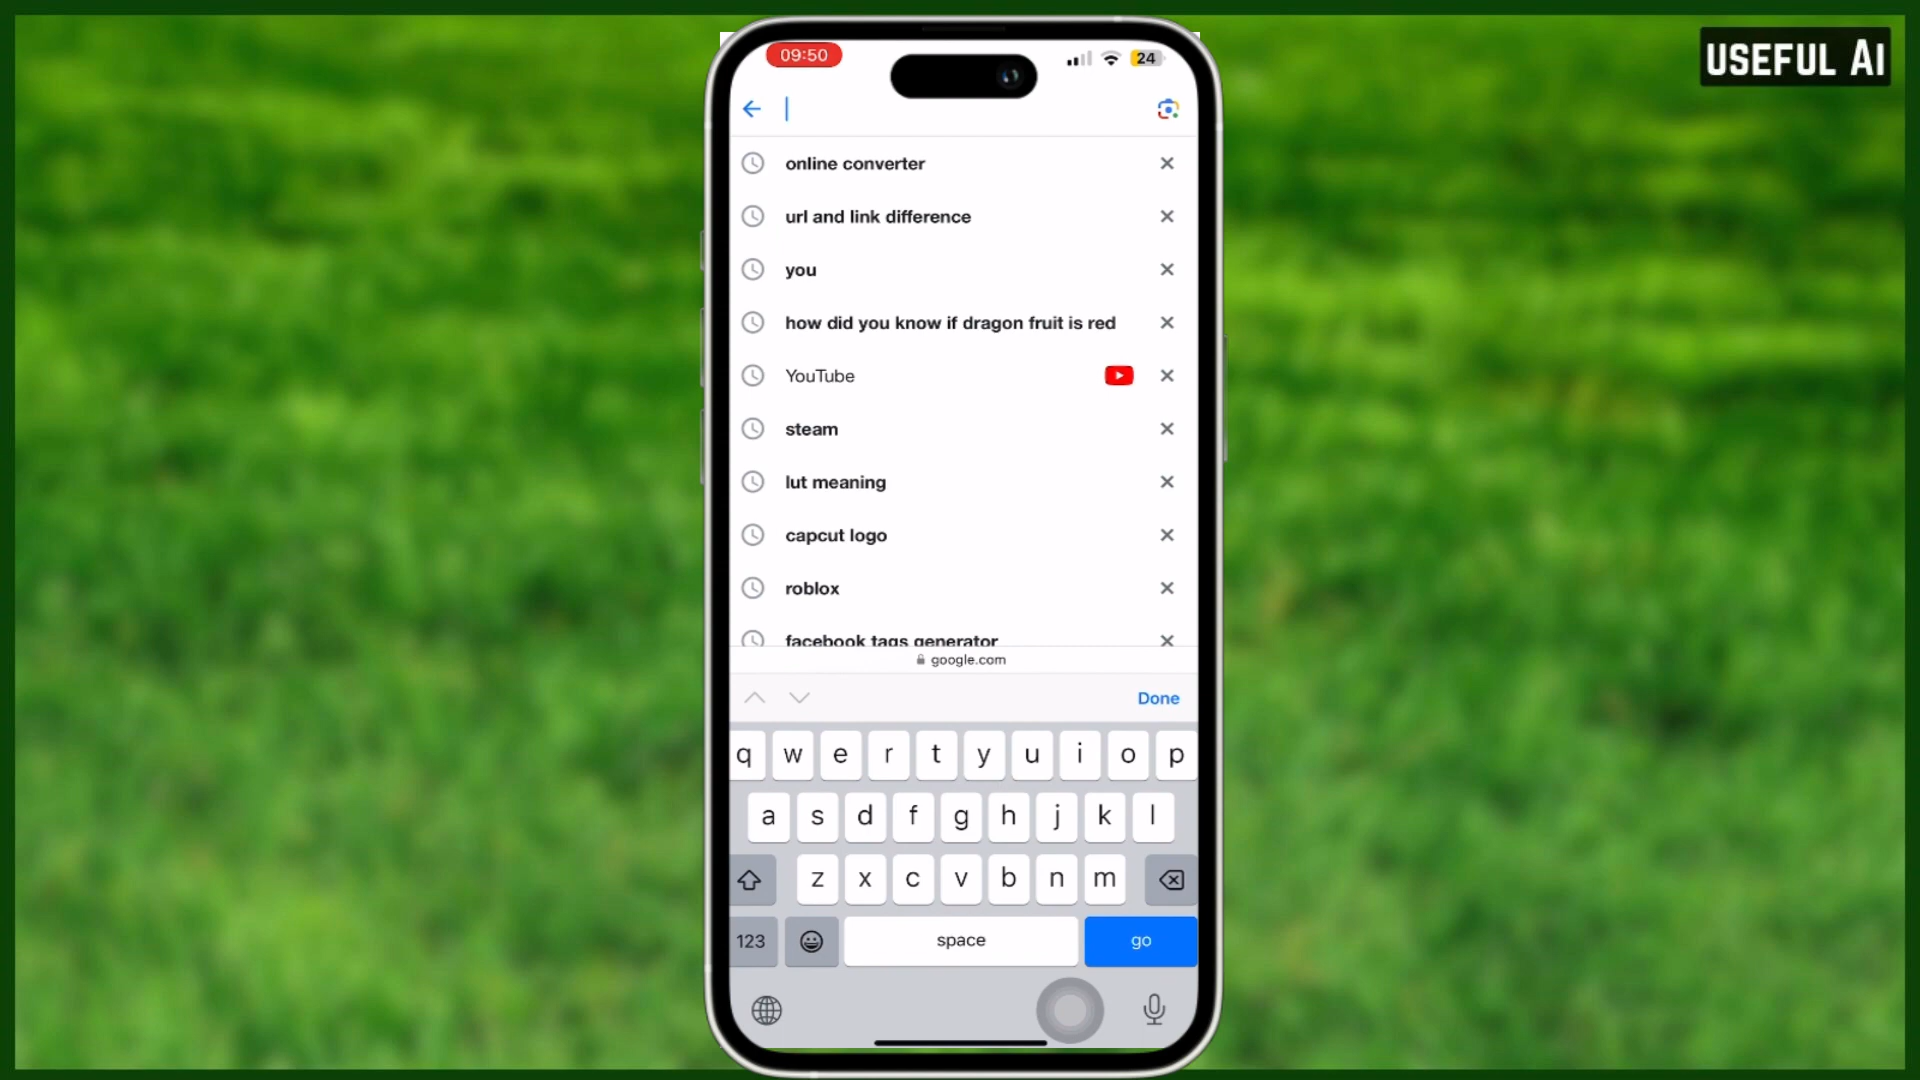 USEFUL AI
09:50
24
online converter
url and link difference
you
how did you know if dragon fruit is red
YouTube
steam
lut meaning
capcut logo
roblox
facebook tags generator
google.com
Done
q w e r t y u i o p
a s d f g h j k l
z x c v b n m
123 space go